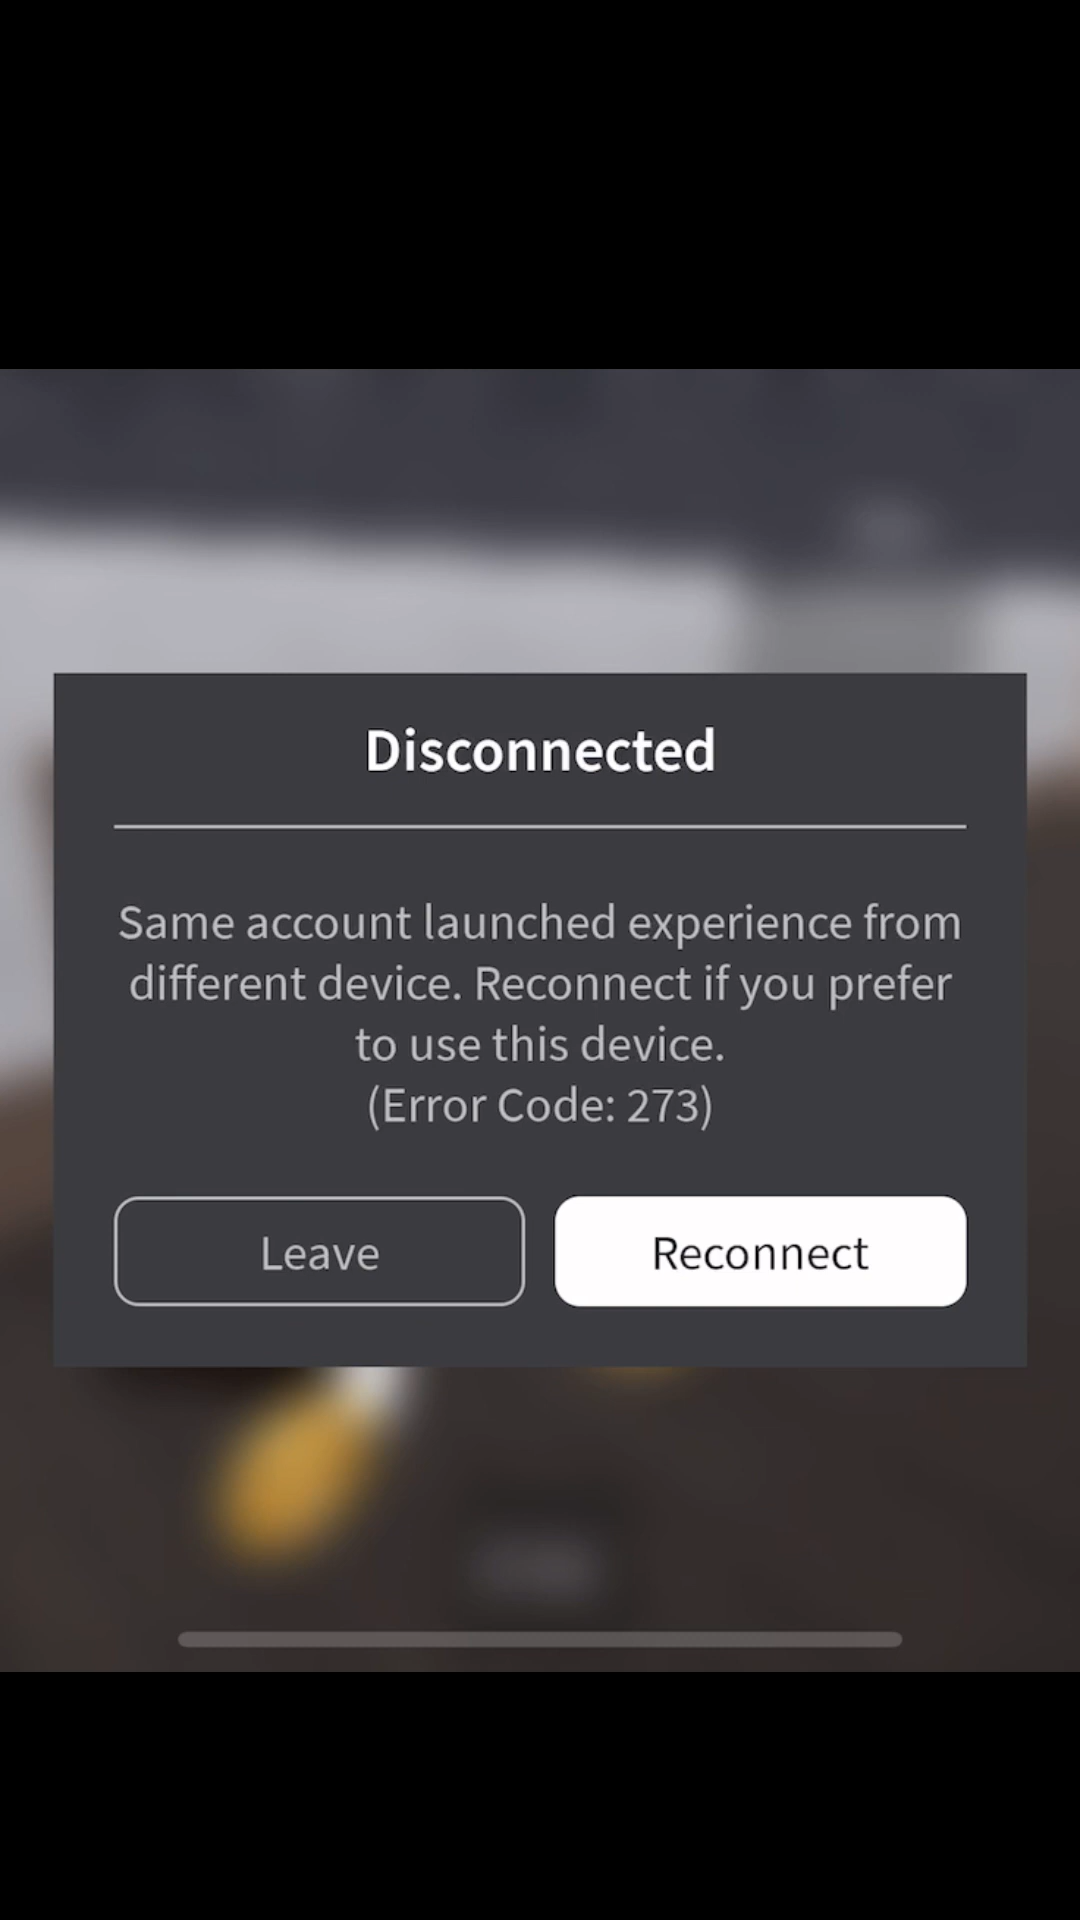 Disconnected
Same account launched experience from
different device. Reconnect if you prefer
to use this device.
(Error Code: 273)
Leave
Reconnect